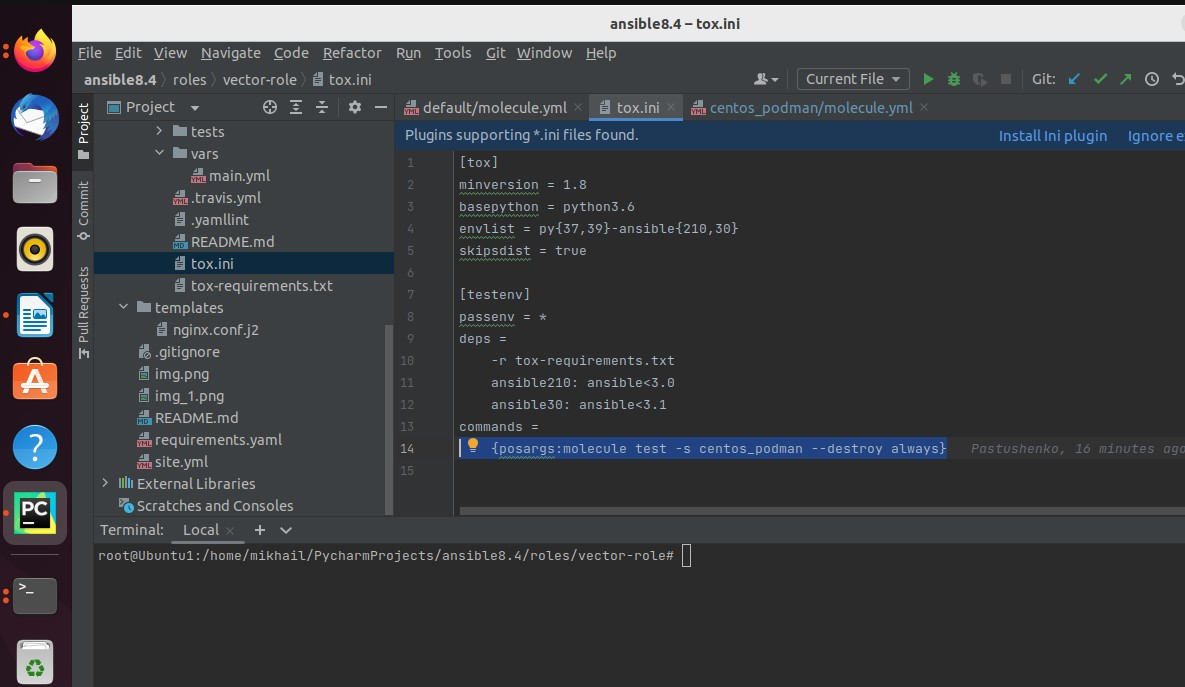 ansible8.4 – tox.ini
File Edit View Navigate Code Refactor Run Tools Git Window Help
ansible8.4 roles vector-role tox.ini
Current File
Git:
Project
Commit
Pull Requests
Project
tests
vars
main.yml
.travis.yml
.yamllint
README.md
tox.ini
tox-requirements.txt
templates
nginx.conf.j2
.gitignore
img.png
img_1.png
README.md
requirements.yaml
site.yml
External Libraries
Scratches and Consoles
default/molecule.yml tox.ini centos_podman/molecule.yml
Plugins supporting *.ini files found. Install Ini plugin Ignore e
1 [tox]
2 minversion = 1.8
3 basepython = python3.6
4 envlist = py{37,39}-ansible{210,30}
5 skipsdist = true
6
7 [testenv]
8 passenv = *
9 deps =
10 -r tox-requirements.txt
11 ansible210: ansible<3.0
12 ansible30: ansible<3.1
13 commands =
14 {posargs:molecule test -s centos_podman --destroy always} Pastushenko, 16 minutes ago
15
Terminal: Local
root@Ubuntu1:/home/mikhail/PycharmProjects/ansible8.4/roles/vector-role#